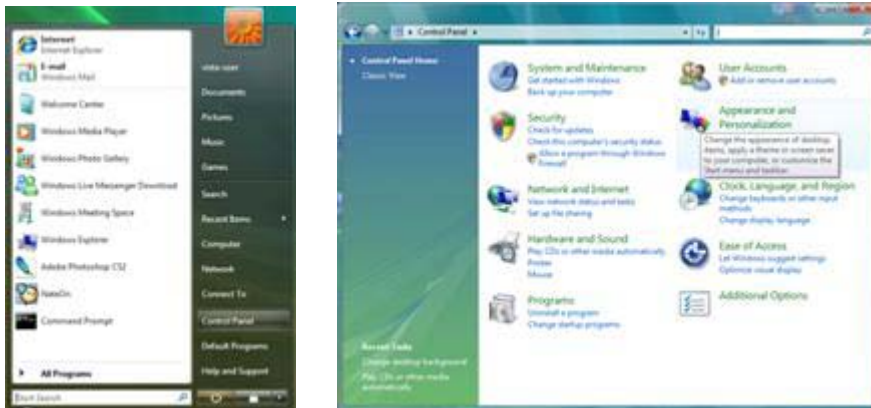 Internet
Internet Explorer
E-mail
Windows Mail
Welcome Center
Windows Media Player
Windows Photo Gallery
Windows Live Messenger Download
Windows Meeting Space
Windows Explorer
Adobe Photoshop CS2
NateOn
Command Prompt
All Programs
Start Search
vista user
Documents
Pictures
Music
Games
Search
Recent Items
Computer
Network
Connect To
Control Panel
Default Programs
Help and Support
Control Panel
Control Panel Home
Classic View
System and Maintenance
Get started with Windows
Back up your computer
Security
Check for updates
Check this computer's security status
Allow a program through Windows
Firewall
Network and Internet
View network status and tasks
Set up file sharing
Hardware and Sound
Play CDs or other media automatically
Printer
Mouse
Programs
Uninstall a program
Change startup programs
User Accounts
Add or remove user accounts
Appearance and
Personalization
Change the appearance of desktop
items, apply a theme or screen saver
to your computer, or customize the
Start menu and taskbar.
Clock, Language, and Region
Change keyboards or other input
methods
Change display language
Ease of Access
Let Windows suggest settings
Optimize visual display
Additional Options
Recent Tasks
Change desktop background
Play CDs or other media
automatically